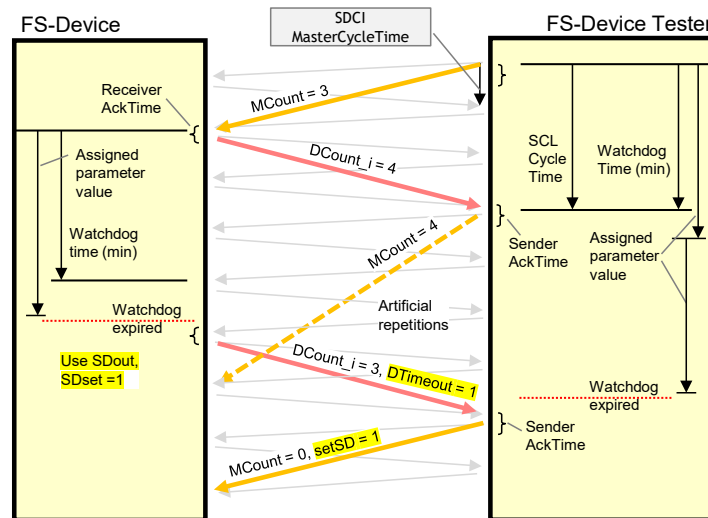 FS-Device
SDCI
MasterCycleTime
FS-Device Tester
Receiver
AckTime
MCount = 3
Assigned
parameter
value
DCount_i = 4
SCL
Cycle
Time
Watchdog
Time (min)
Watchdog
time (min)
MCount = 4
Sender
AckTime
Assigned
parameter
value
Artificial
repetitions
Watchdog
expired
Use SDout,
SDset =1
DCount_i = 3, DTimeout = 1
Watchdog
expired
Sender
AckTime
MCount = 0, setSD = 1